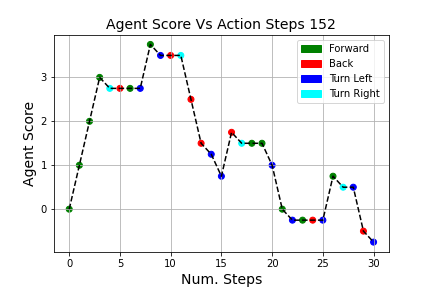 Agent Score Vs Action Steps 152
Forward
Back
Turn Left
Turn Right
3
2
1
0
Agent Score
0 5 10 15 20 25 30
Num. Steps